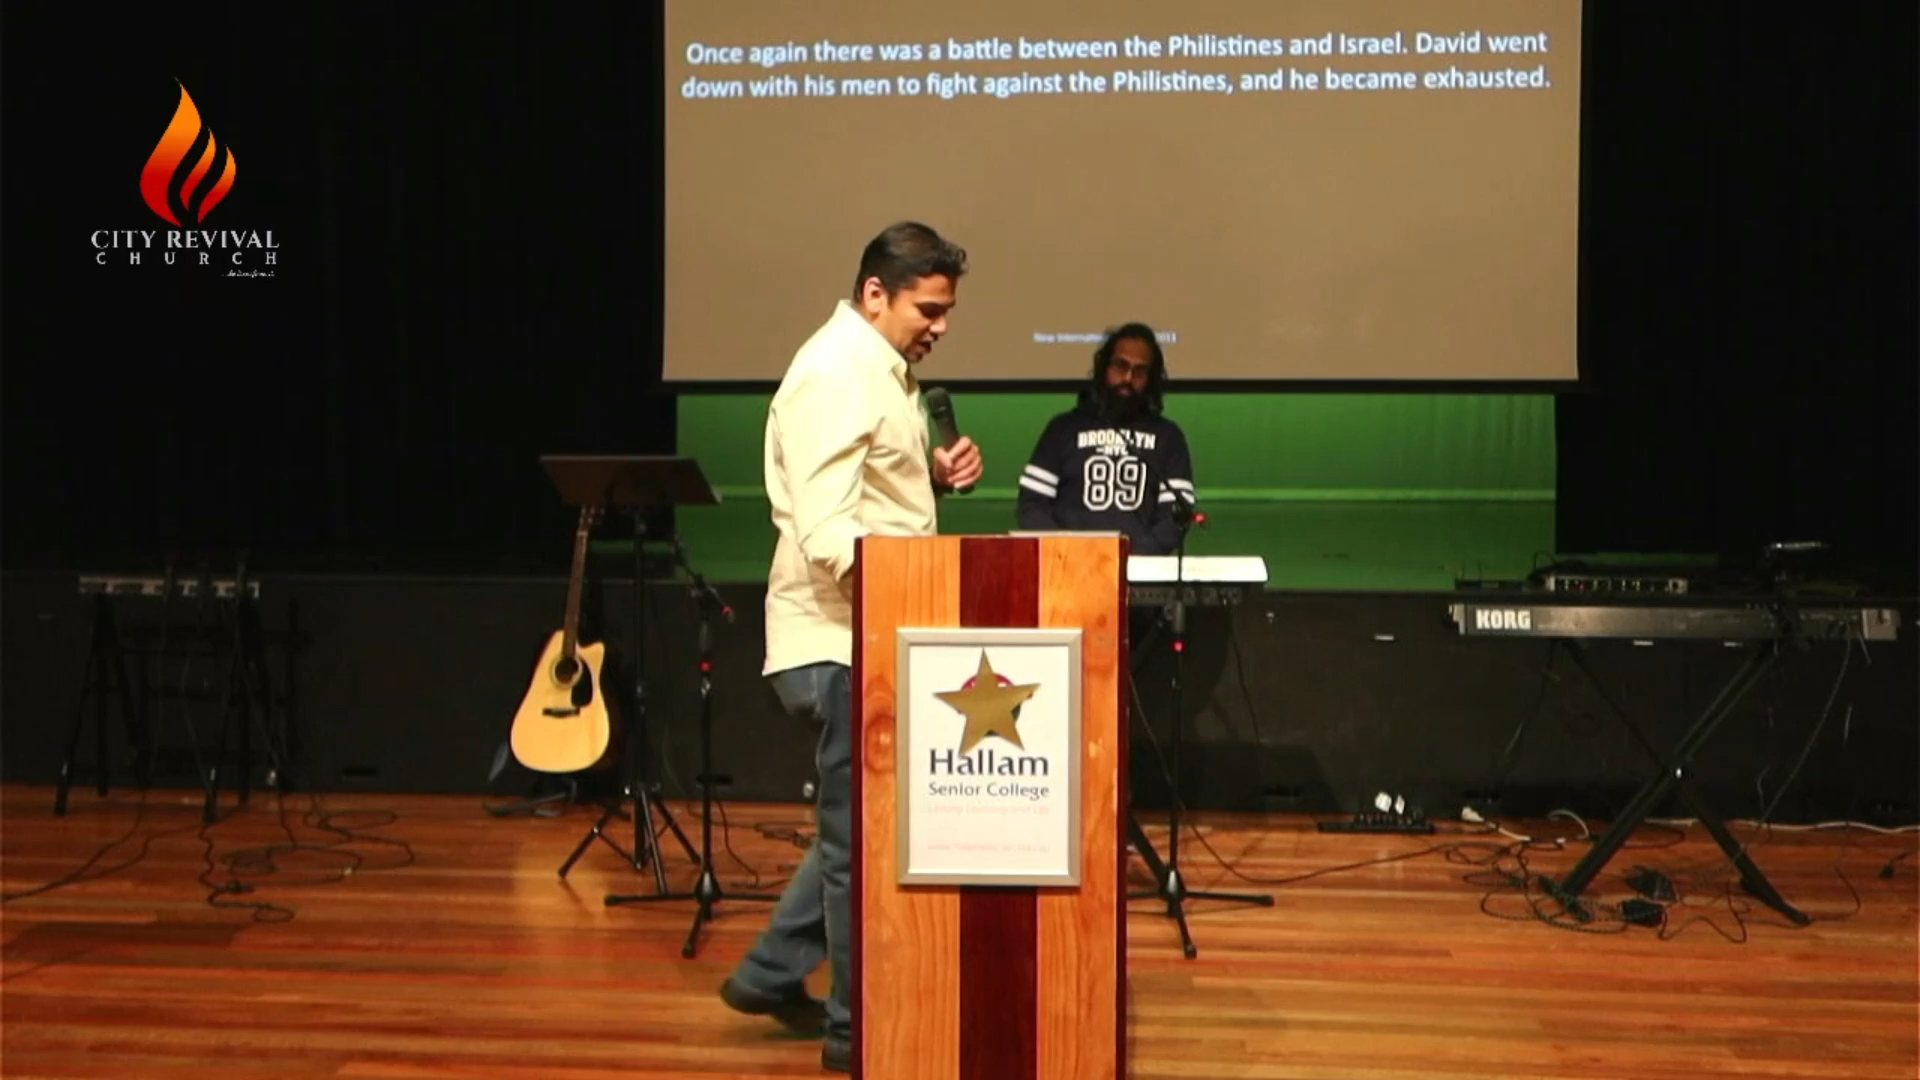 Once again there was a battle between the Philistines and Israel. David went
down with his men to fight against the Philistines, and he became exhausted.
CITY REVIVAL
CHURCH
BROOKLYN
NYC
89
KORG
Hallam
Senior College